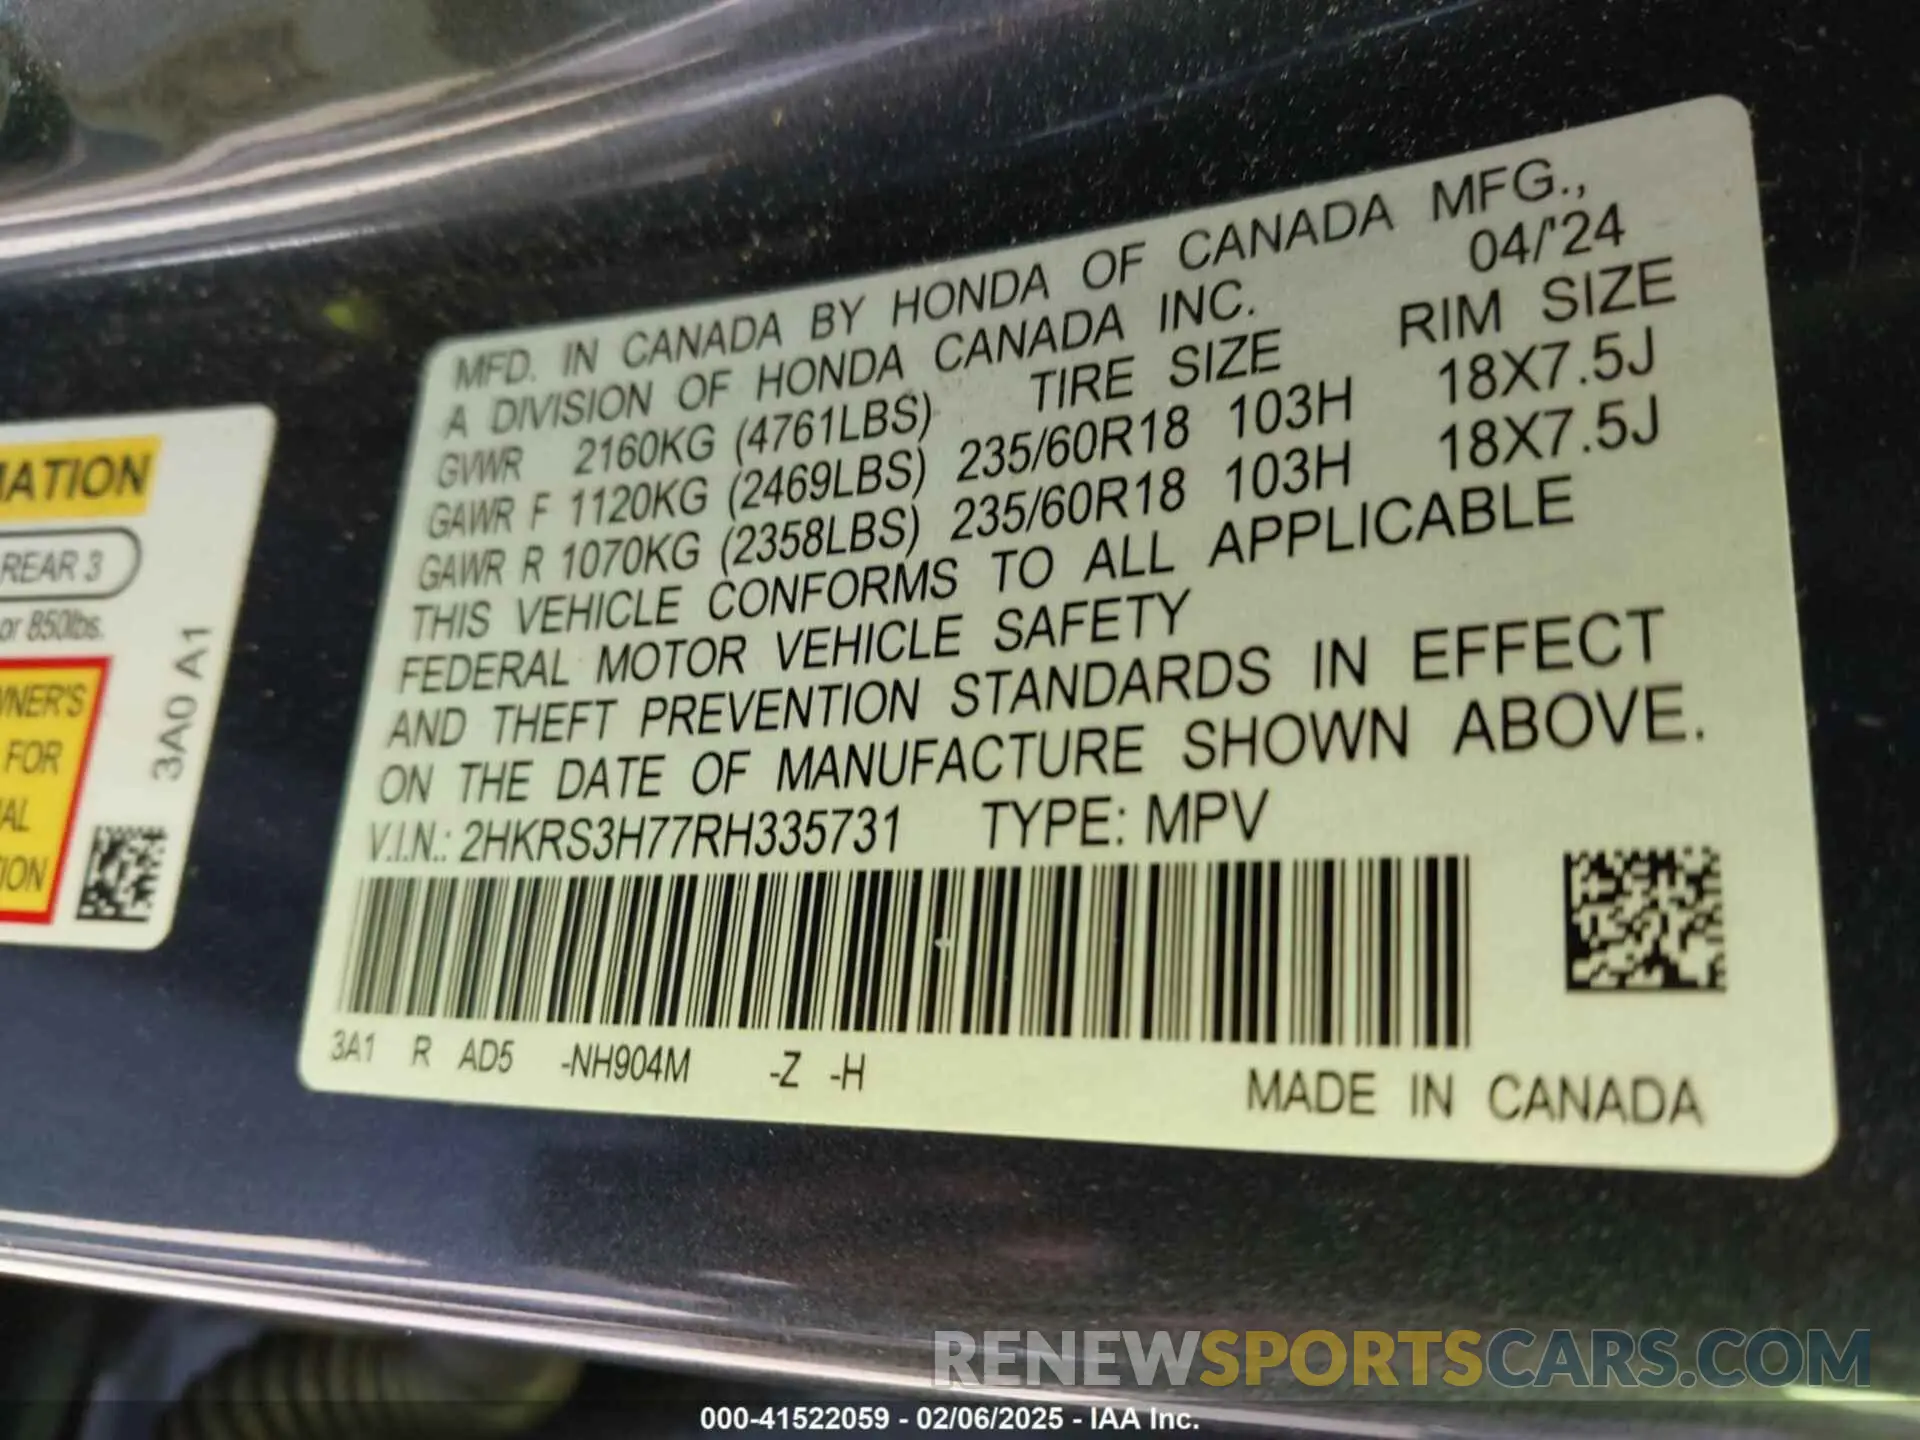 MFD. IN CANADA BY HONDA OF CANADA MFG.,
A DIVISION OF HONDA CANADA INC. 04/'24
GVWR 2160KG (4761LBS) TIRE SIZE RIM SIZE
GAWR F 1120KG (2469LBS) 235/60R18 103H 18X7.5J
GAWR R 1070KG (2358LBS) 235/60R18 103H 18X7.5J
THIS VEHICLE CONFORMS TO ALL APPLICABLE
FEDERAL MOTOR VEHICLE SAFETY
AND THEFT PREVENTION STANDARDS IN EFFECT
ON THE DATE OF MANUFACTURE SHOWN ABOVE.
V.I.N.: 2HKRS3H77RH335731 TYPE: MPV
3A1 R AD5 -NH904M -Z -H
MADE IN CANADA
MATION
REAR 3
or 850lbs.
WNER'S
FOR
AL
ION
3A0 A1
RENEWSPORTSCARS.COM
000-41522059 - 02/06/2025 - IAA Inc.